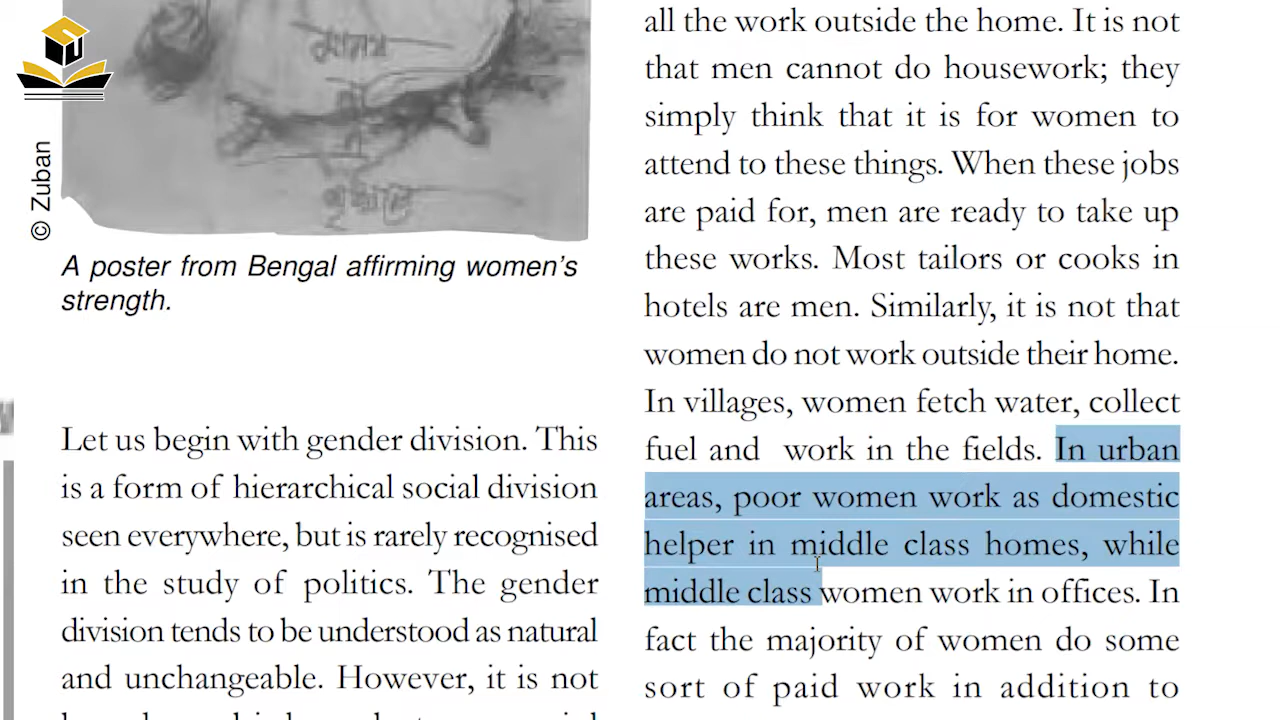 © Zuban
A poster from Bengal affirming women's
strength.
Let us begin with gender division. This
is a form of hierarchical social division
seen everywhere, but is rarely recognised
in the study of politics. The gender
division tends to be understood as natural
and unchangeable. However, it is not
all the work outside the home. It is not
that men cannot do housework; they
simply think that it is for women to
attend to these things. When these jobs
are paid for, men are ready to take up
these works. Most tailors or cooks in
hotels are men. Similarly, it is not that
women do not work outside their home.
In villages, women fetch water, collect
fuel and work in the fields. In urban
areas, poor women work as domestic
helper in middle class homes, while
middle class women work in offices. In
fact the majority of women do some
sort of paid work in addition to